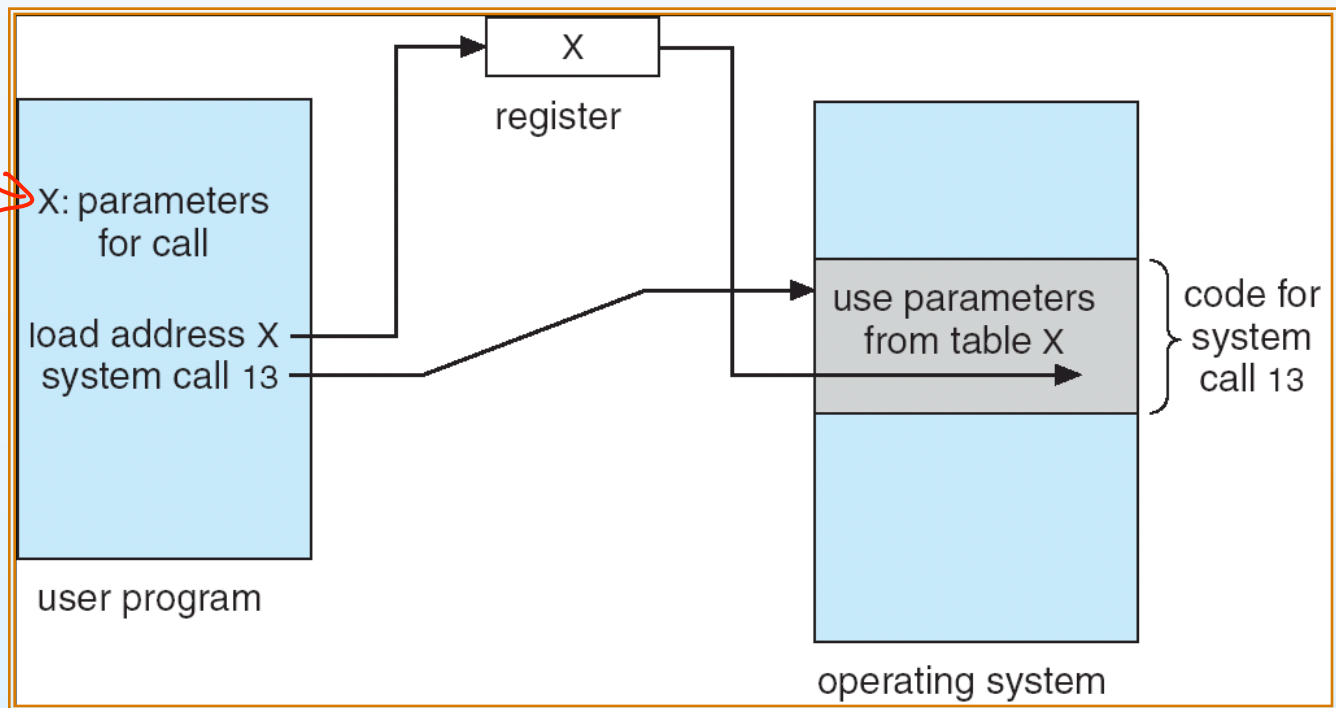 X
register
X: parameters
for call
load address X
system call 13
user program
use parameters
from table X
code for
system
call 13
operating system